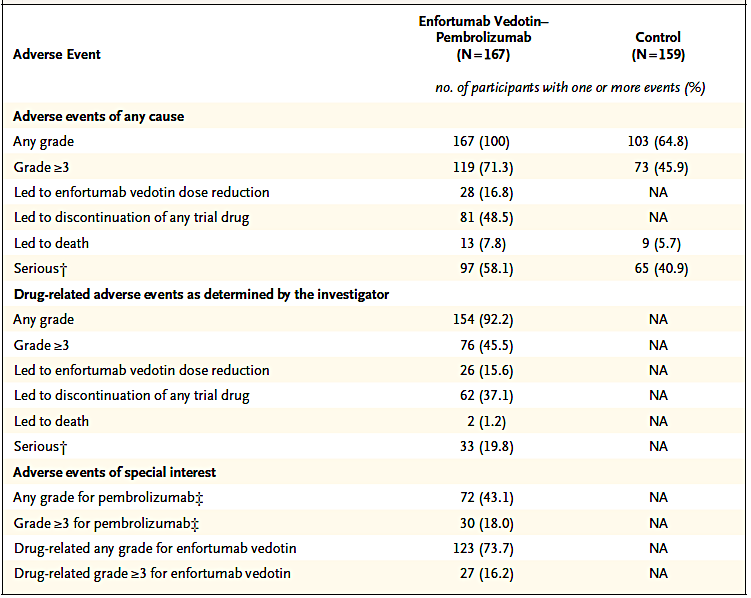 Adverse Event Enfortumab Vedotin–Pembrolizumab (N=167) Control (N=159)
no. of participants with one or more events (%)
Adverse events of any cause
Any grade 167 (100) 103 (64.8)
Grade ≥3 119 (71.3) 73 (45.9)
Led to enfortumab vedotin dose reduction 28 (16.8) NA
Led to discontinuation of any trial drug 81 (48.5) NA
Led to death 13 (7.8) 9 (5.7)
Serious† 97 (58.1) 65 (40.9)
Drug-related adverse events as determined by the investigator
Any grade 154 (92.2) NA
Grade ≥3 76 (45.5) NA
Led to enfortumab vedotin dose reduction 26 (15.6) NA
Led to discontinuation of any trial drug 62 (37.1) NA
Led to death 2 (1.2) NA
Serious† 33 (19.8) NA
Adverse events of special interest
Any grade for pembrolizumab‡ 72 (43.1) NA
Grade ≥3 for pembrolizumab‡ 30 (18.0) NA
Drug-related any grade for enfortumab vedotin 123 (73.7) NA
Drug-related grade ≥3 for enfortumab vedotin 27 (16.2) NA